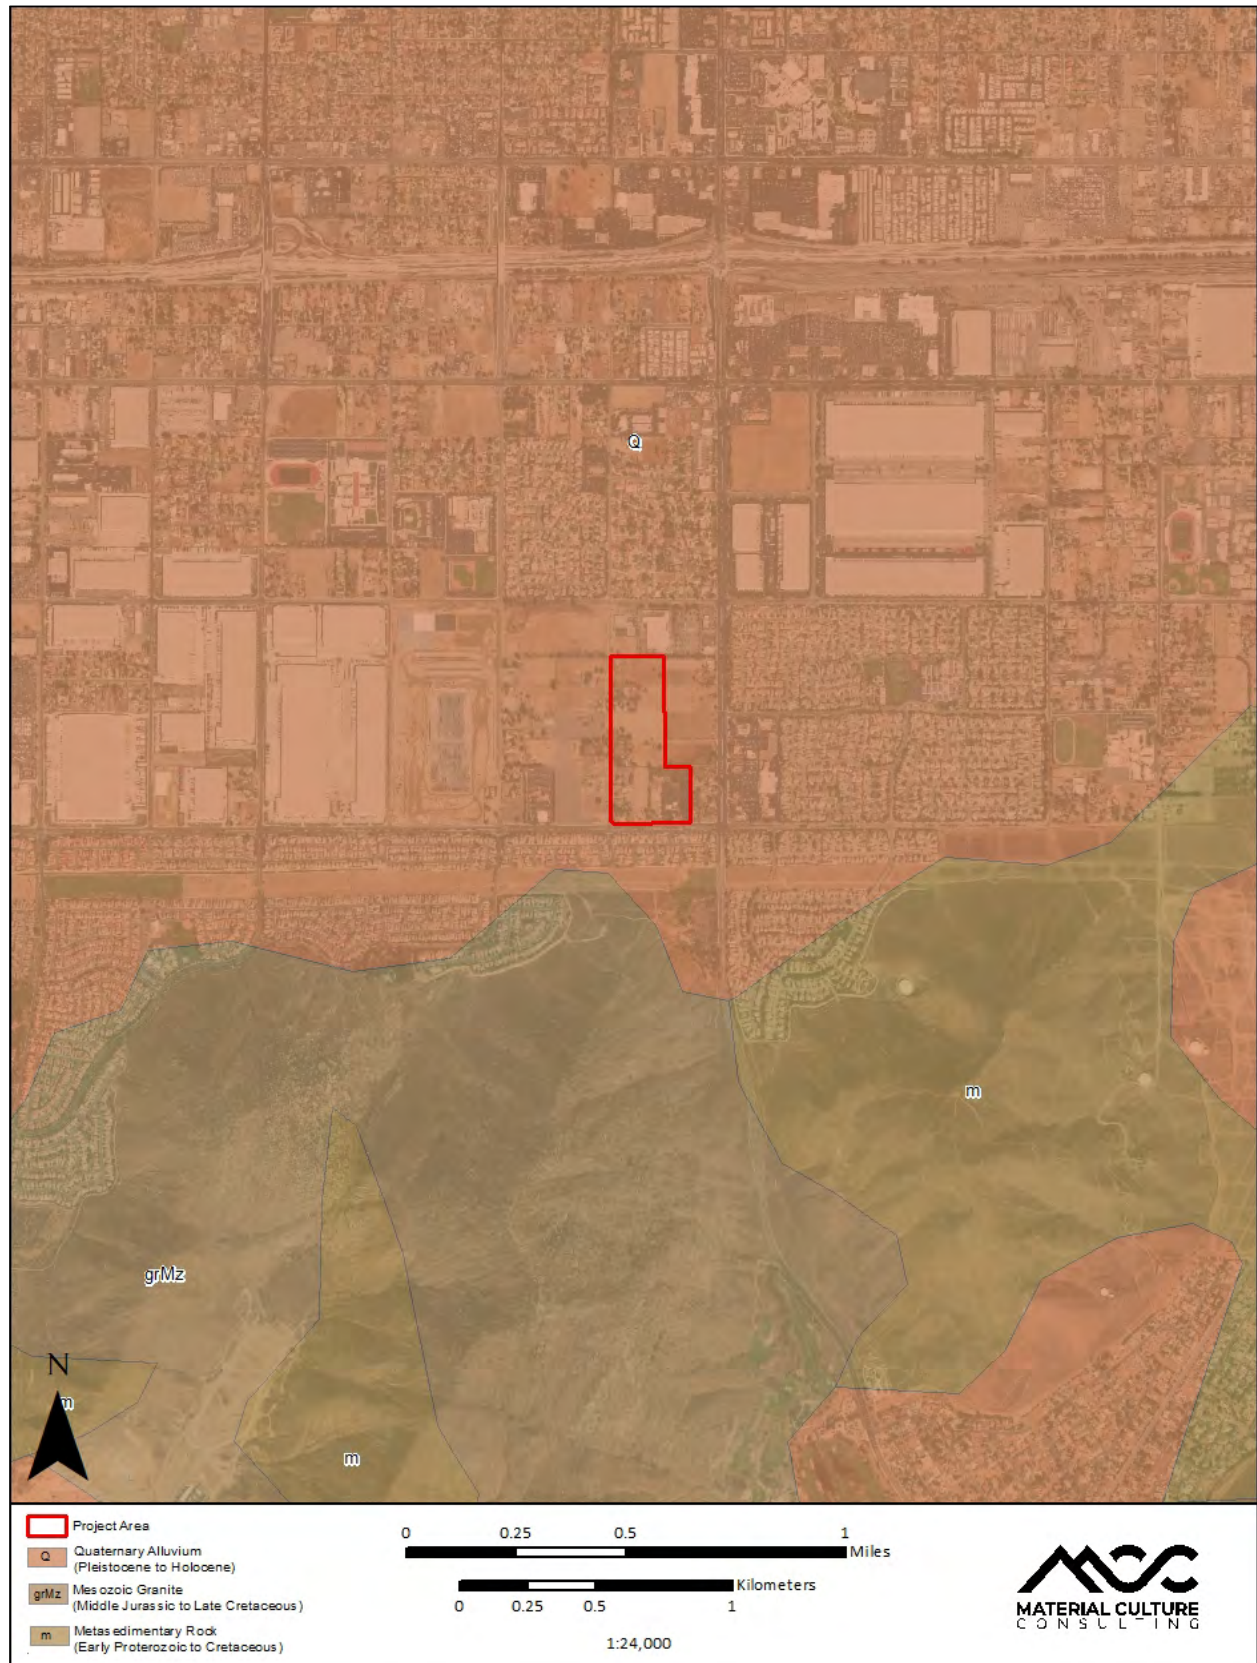 Q
m
grMz
N
m
m
Project Area
Q Quaternary Alluvium
(Pleistocene to Holocene)
grMz Mesozoic Granite
(Middle Jurassic to Late Cretaceous)
m Metasedimentary Rock
(Early Proterozoic to Cretaceous)
0 0.25 0.5 1
Miles
Kilometers
0 0.25 0.5 1
1:24,000
MCC
MATERIAL CULTURE
CONSULTING